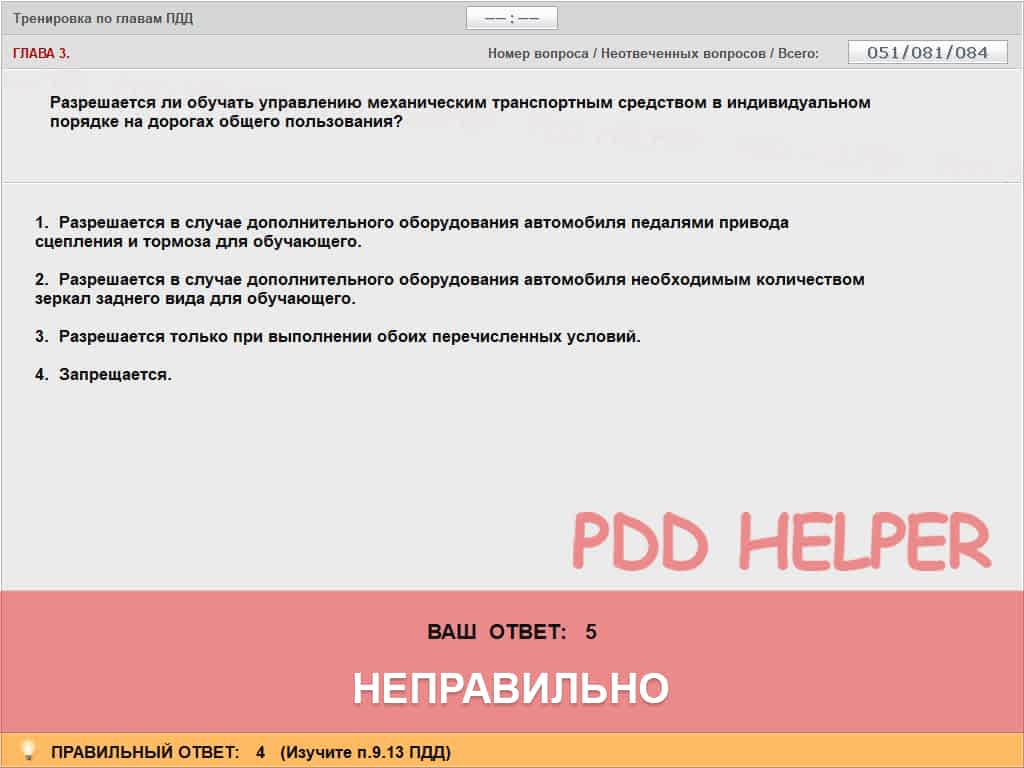 Тренировка по главам ПДД
—— : ——
ГЛАВА 3.
Номер вопроса / Неотвеченных вопросов / Всего:
051/081/084
Разрешается ли обучать управлению механическим транспортным средством в индивидуальном
порядке на дорогах общего пользования?
1. Разрешается в случае дополнительного оборудования автомобиля педалями привода
сцепления и тормоза для обучающего.
2. Разрешается в случае дополнительного оборудования автомобиля необходимым количеством
зеркал заднего вида для обучающего.
3. Разрешается только при выполнении обоих перечисленных условий.
4. Запрещается.
PDD HELPER
ВАШ ОТВЕТ: 5
НЕПРАВИЛЬНО
ПРАВИЛЬНЫЙ ОТВЕТ: 4 (Изучите п.9.13 ПДД)